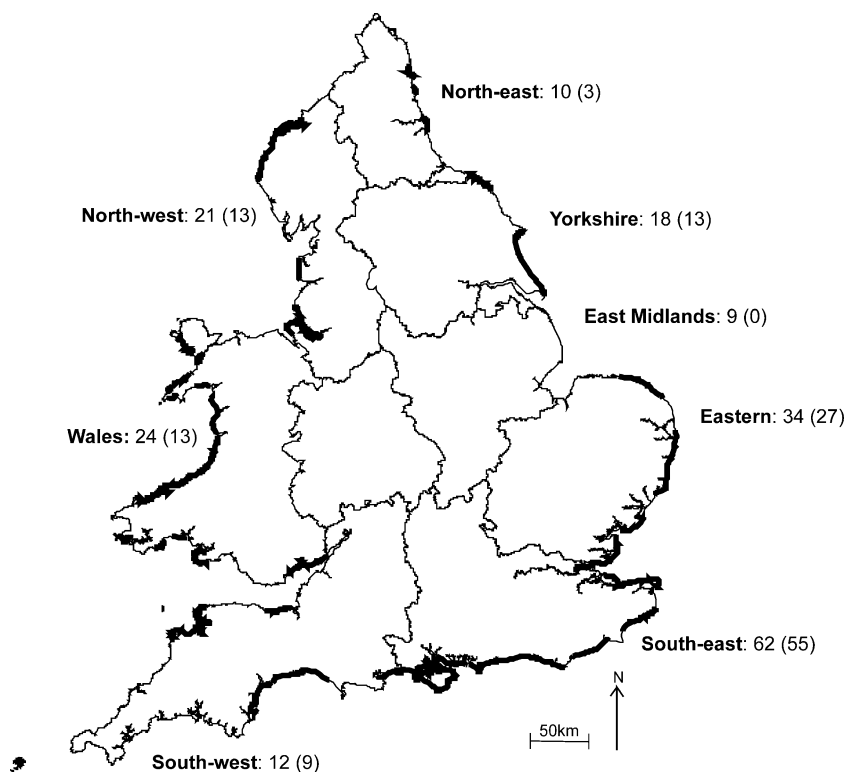 North-east: 10 (3)
North-west: 21 (13)
Yorkshire: 18 (13)
East Midlands: 9 (0)
Eastern: 34 (27)
Wales: 24 (13)
South-east: 62 (55)
N
50km
South-west: 12 (9)